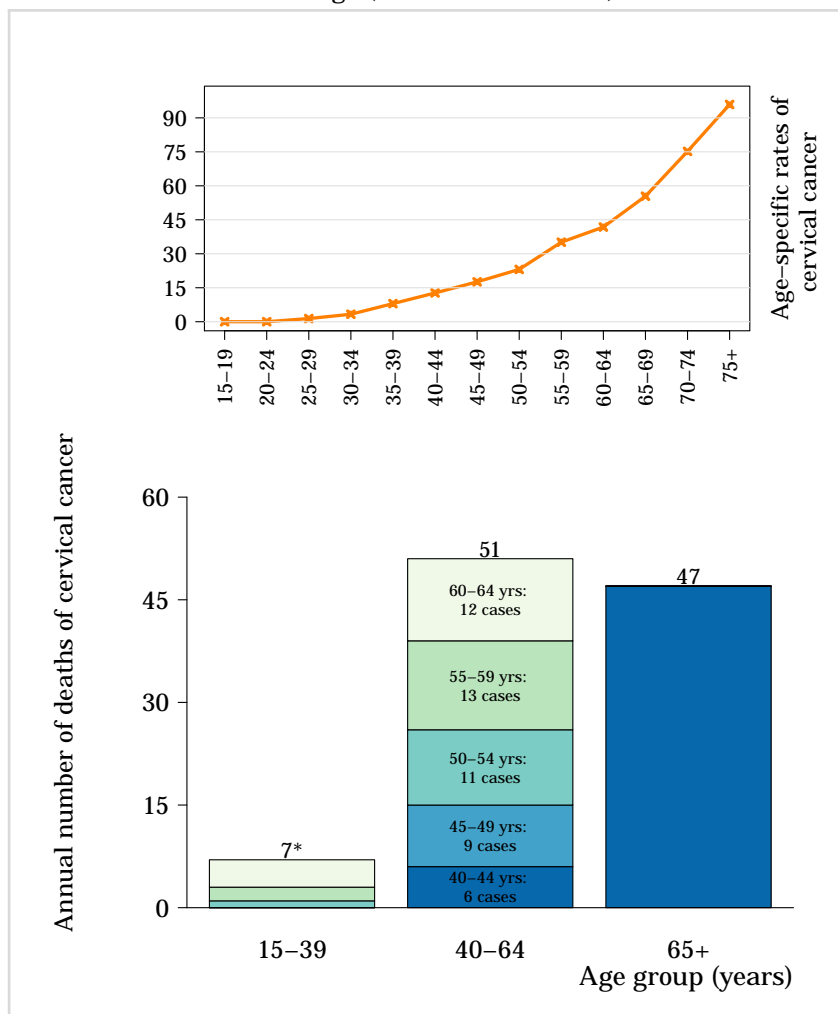 90
75
60
45
30
15
0
Age–specific rates of
cervical cancer
15–19
20–24
25–29
30–34
35–39
40–44
45–49
50–54
55–59
60–64
65–69
70–74
75+
Annual number of deaths of cervical cancer
60
45
30
15
0
7*
51
60–64 yrs:
12 cases
55–59 yrs:
13 cases
50–54 yrs:
11 cases
45–49 yrs:
9 cases
40–44 yrs:
6 cases
47
15–39
40–64
65+
Age group (years)